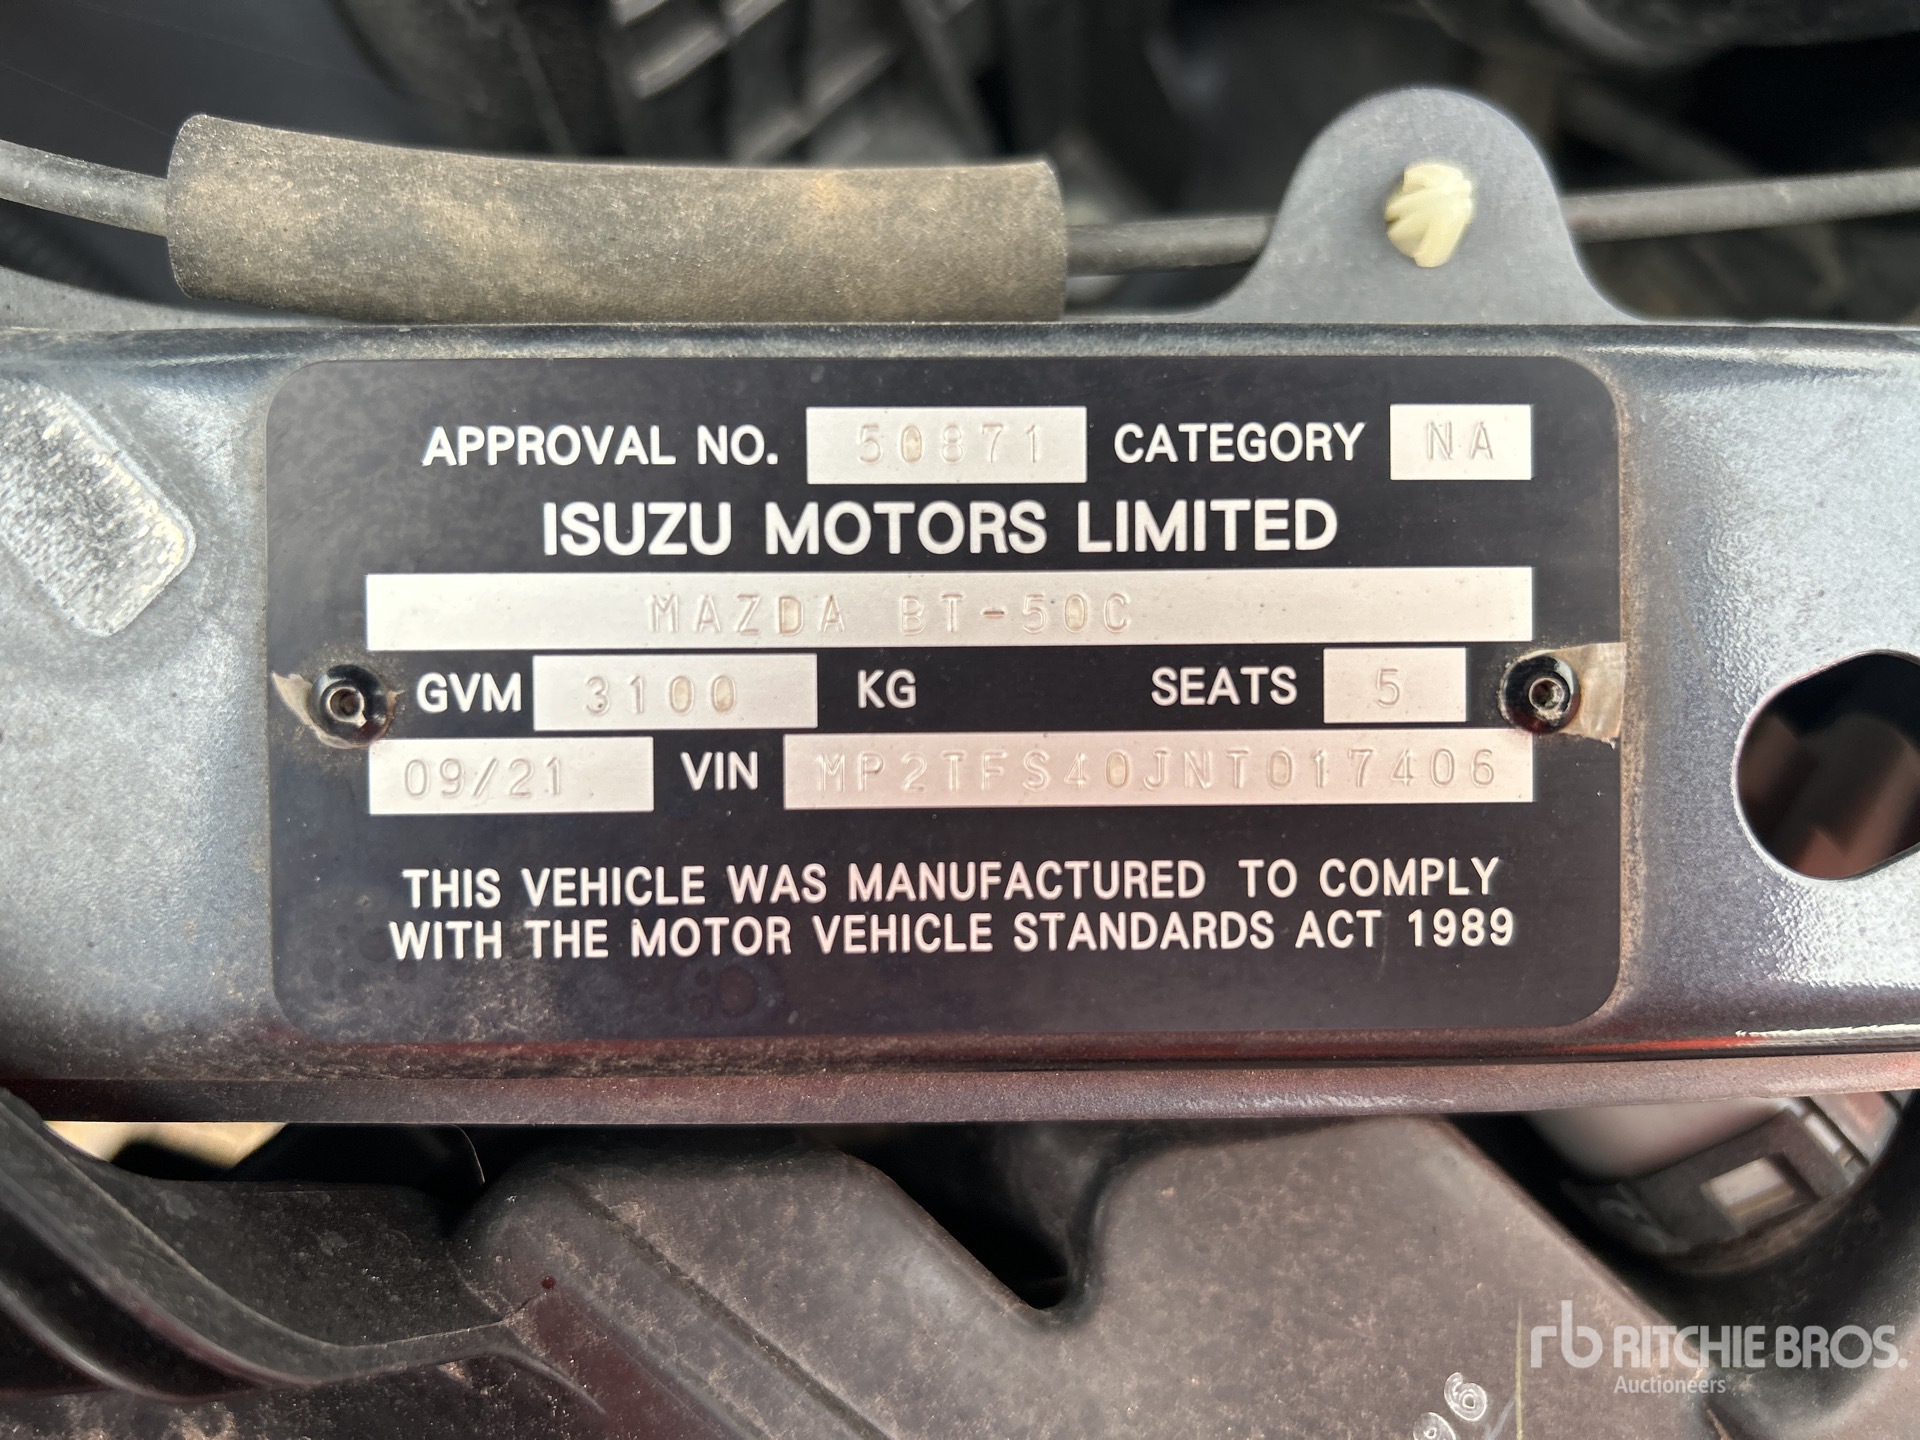 APPROVAL NO. 50871 CATEGORY NA
ISUZU MOTORS LIMITED
MAZDA BT-50C
GVM 3100 KG SEATS 5
09/21 VIN MP2TFS40JNT017406
THIS VEHICLE WAS MANUFACTURED TO COMPLY
WITH THE MOTOR VEHICLE STANDARDS ACT 1989
rb RITCHIE BROS.
Auctioneers